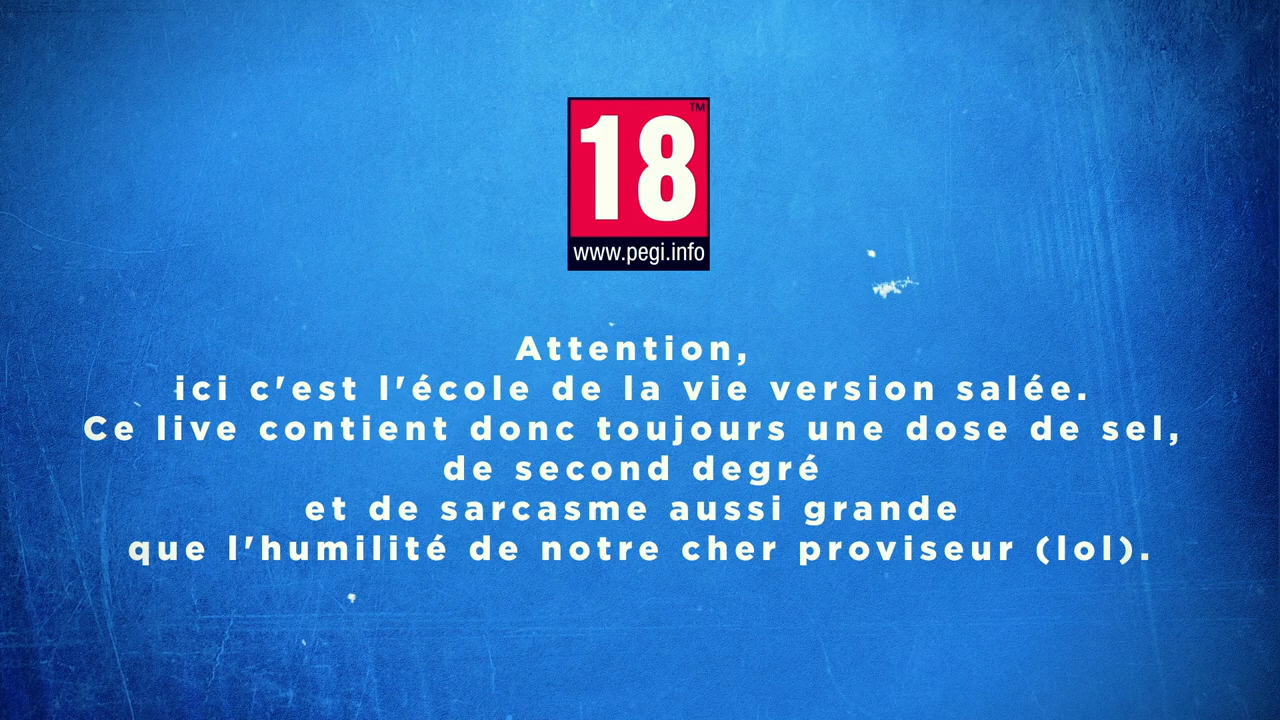 TM
18
www.pegi.info
Attention,
ici c'est l'école de la vie version salée.
Ce live contient donc toujours une dose de sel,
de second degré
et de sarcasme aussi grande
que l'humilité de notre cher proviseur (lol).